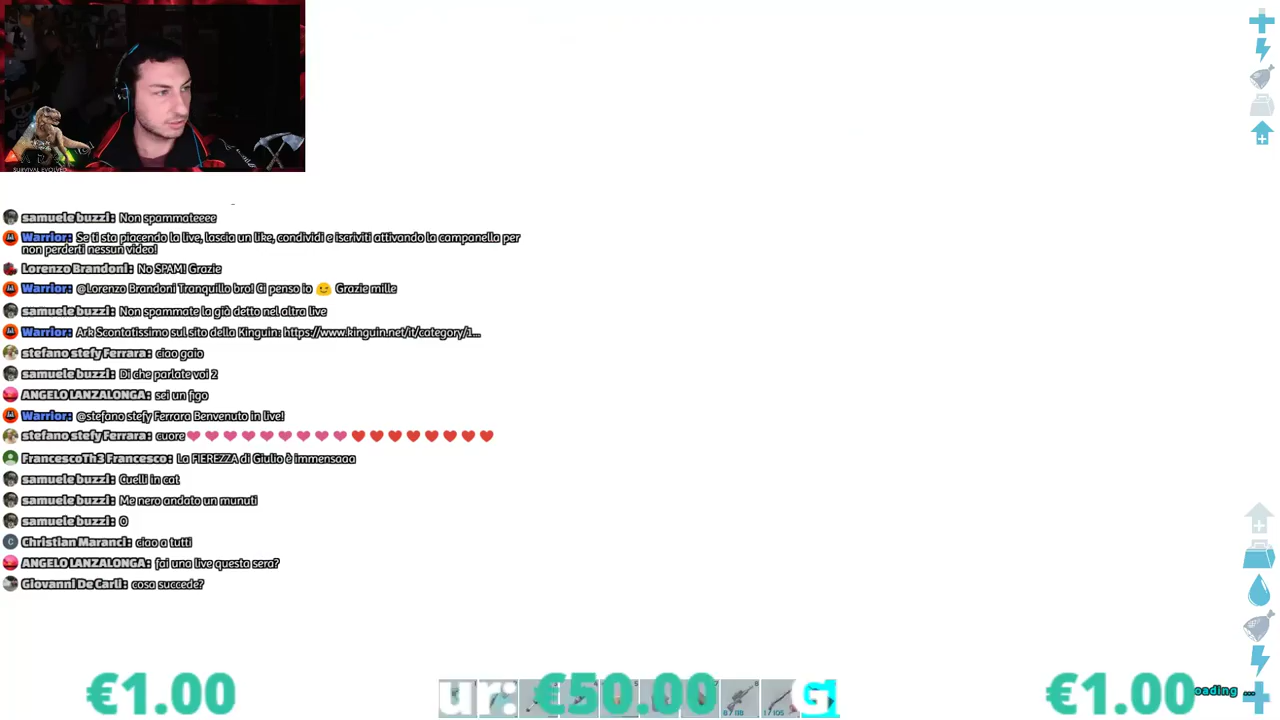 SURVIVAL EVOLVED
samuele buzzi: Non spammateeee
Warrior: Se ti sta piacendo la live, lascia un like, condividi e iscriviti attivando la campanella per
non perderti nessun video!
Lorenzo Brandoni: No SPAM! Grazie
Warrior: @Lorenzo Brandoni Tranquillo bro! Ci penso io 😉 Grazie mille
samuele buzzi: Non spammate la già detto nel altra live
Warrior: Ark Scontatissimo sul sito della Kinguin: https://www.kinguin.net/it/category/1...
stefano stefy Ferrara: ciao gaio
samuele buzzi: Di che parlate voi 2
ANGELO LANZALONGA: sei un figo
Warrior: @stefano stefy Ferrara Benvenuto in live!
stefano stefy Ferrara: cuore
FrancescoTh3 Francesco: La FIEREZZA di Giulio è immensaaa
samuele buzzi: Cuelli in cat
samuele buzzi: Me nero andato un munuti
samuele buzzi: O
C Christian Maranci: ciao a tutti
ANGELO LANZALONGA: fai una live questa sera?
Giovanni De Carli: cosa succede?
€1.00 ur: €50.00 G €1.00 oading ...